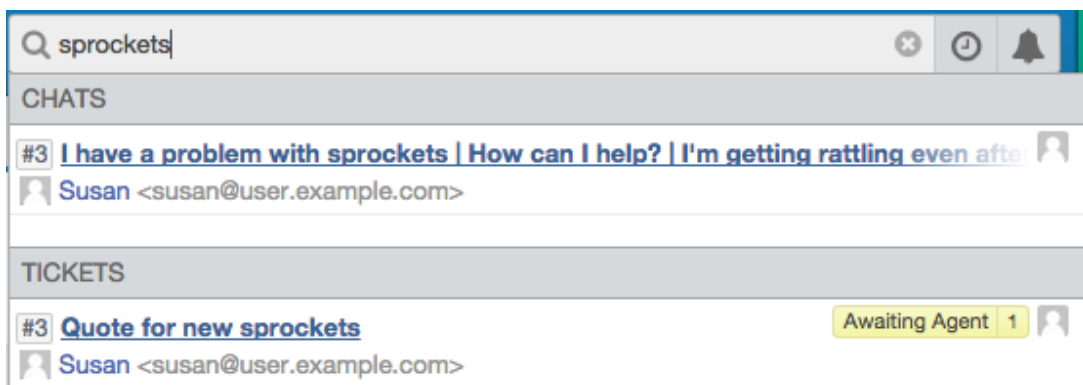 sprockets
CHATS
#3 I have a problem with sprockets | How can I help? | I'm getting rattling even afte
Susan <susan@user.example.com>
TICKETS
#3 Quote for new sprockets Awaiting Agent 1
Susan <susan@user.example.com>